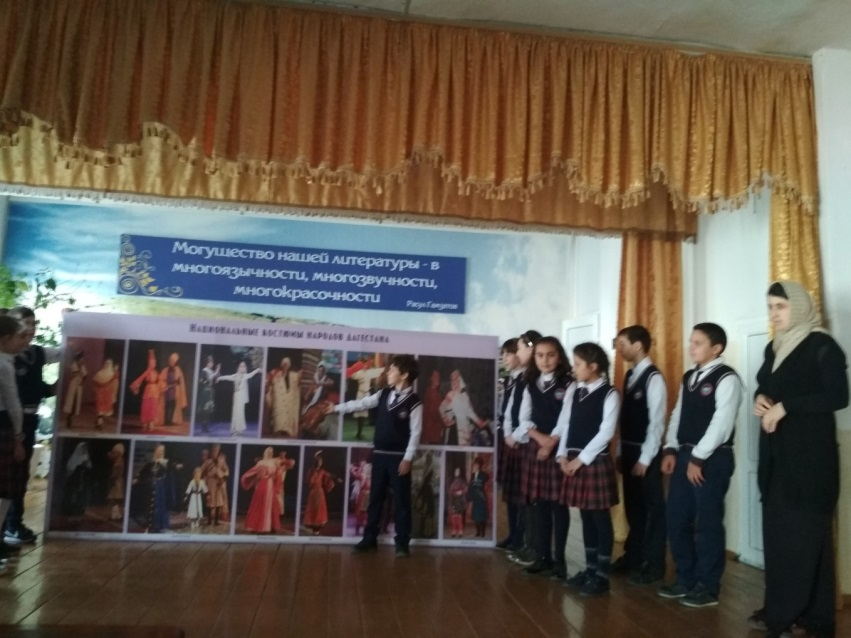 Могущество нашей литературы - в
многоязычности, многозвучности,
многокрасочности
Расул Гамзатов
Национальные костюмы народов дагестана